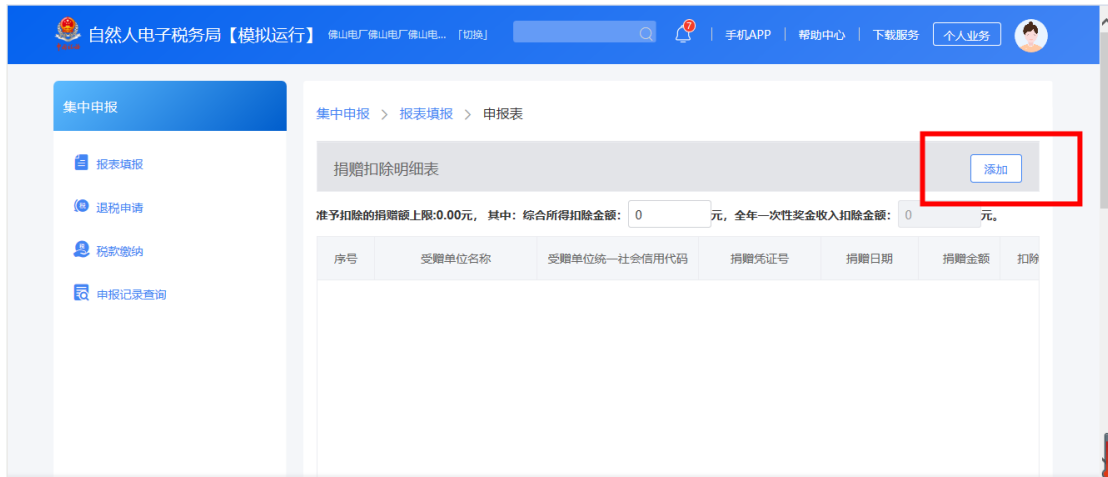 自然人电子税务局【模拟运行】 佛山电厂佛山电厂佛山电... 「切换」 7 手机APP 帮助中心 下载服务 个人业务
集中申报
集中申报 > 报表填报 > 申报表
报表填报
捐赠扣除明细表 添加
退税申请
准予扣除的捐赠额上限:0.00元, 其中: 综合所得扣除金额: 0 元, 全年一次性奖金收入扣除金额: 0 元。
税款缴纳
序号 受赠单位名称 受赠单位统一社会信用代码 捐赠凭证号 捐赠日期 捐赠金额 扣除
申报记录查询